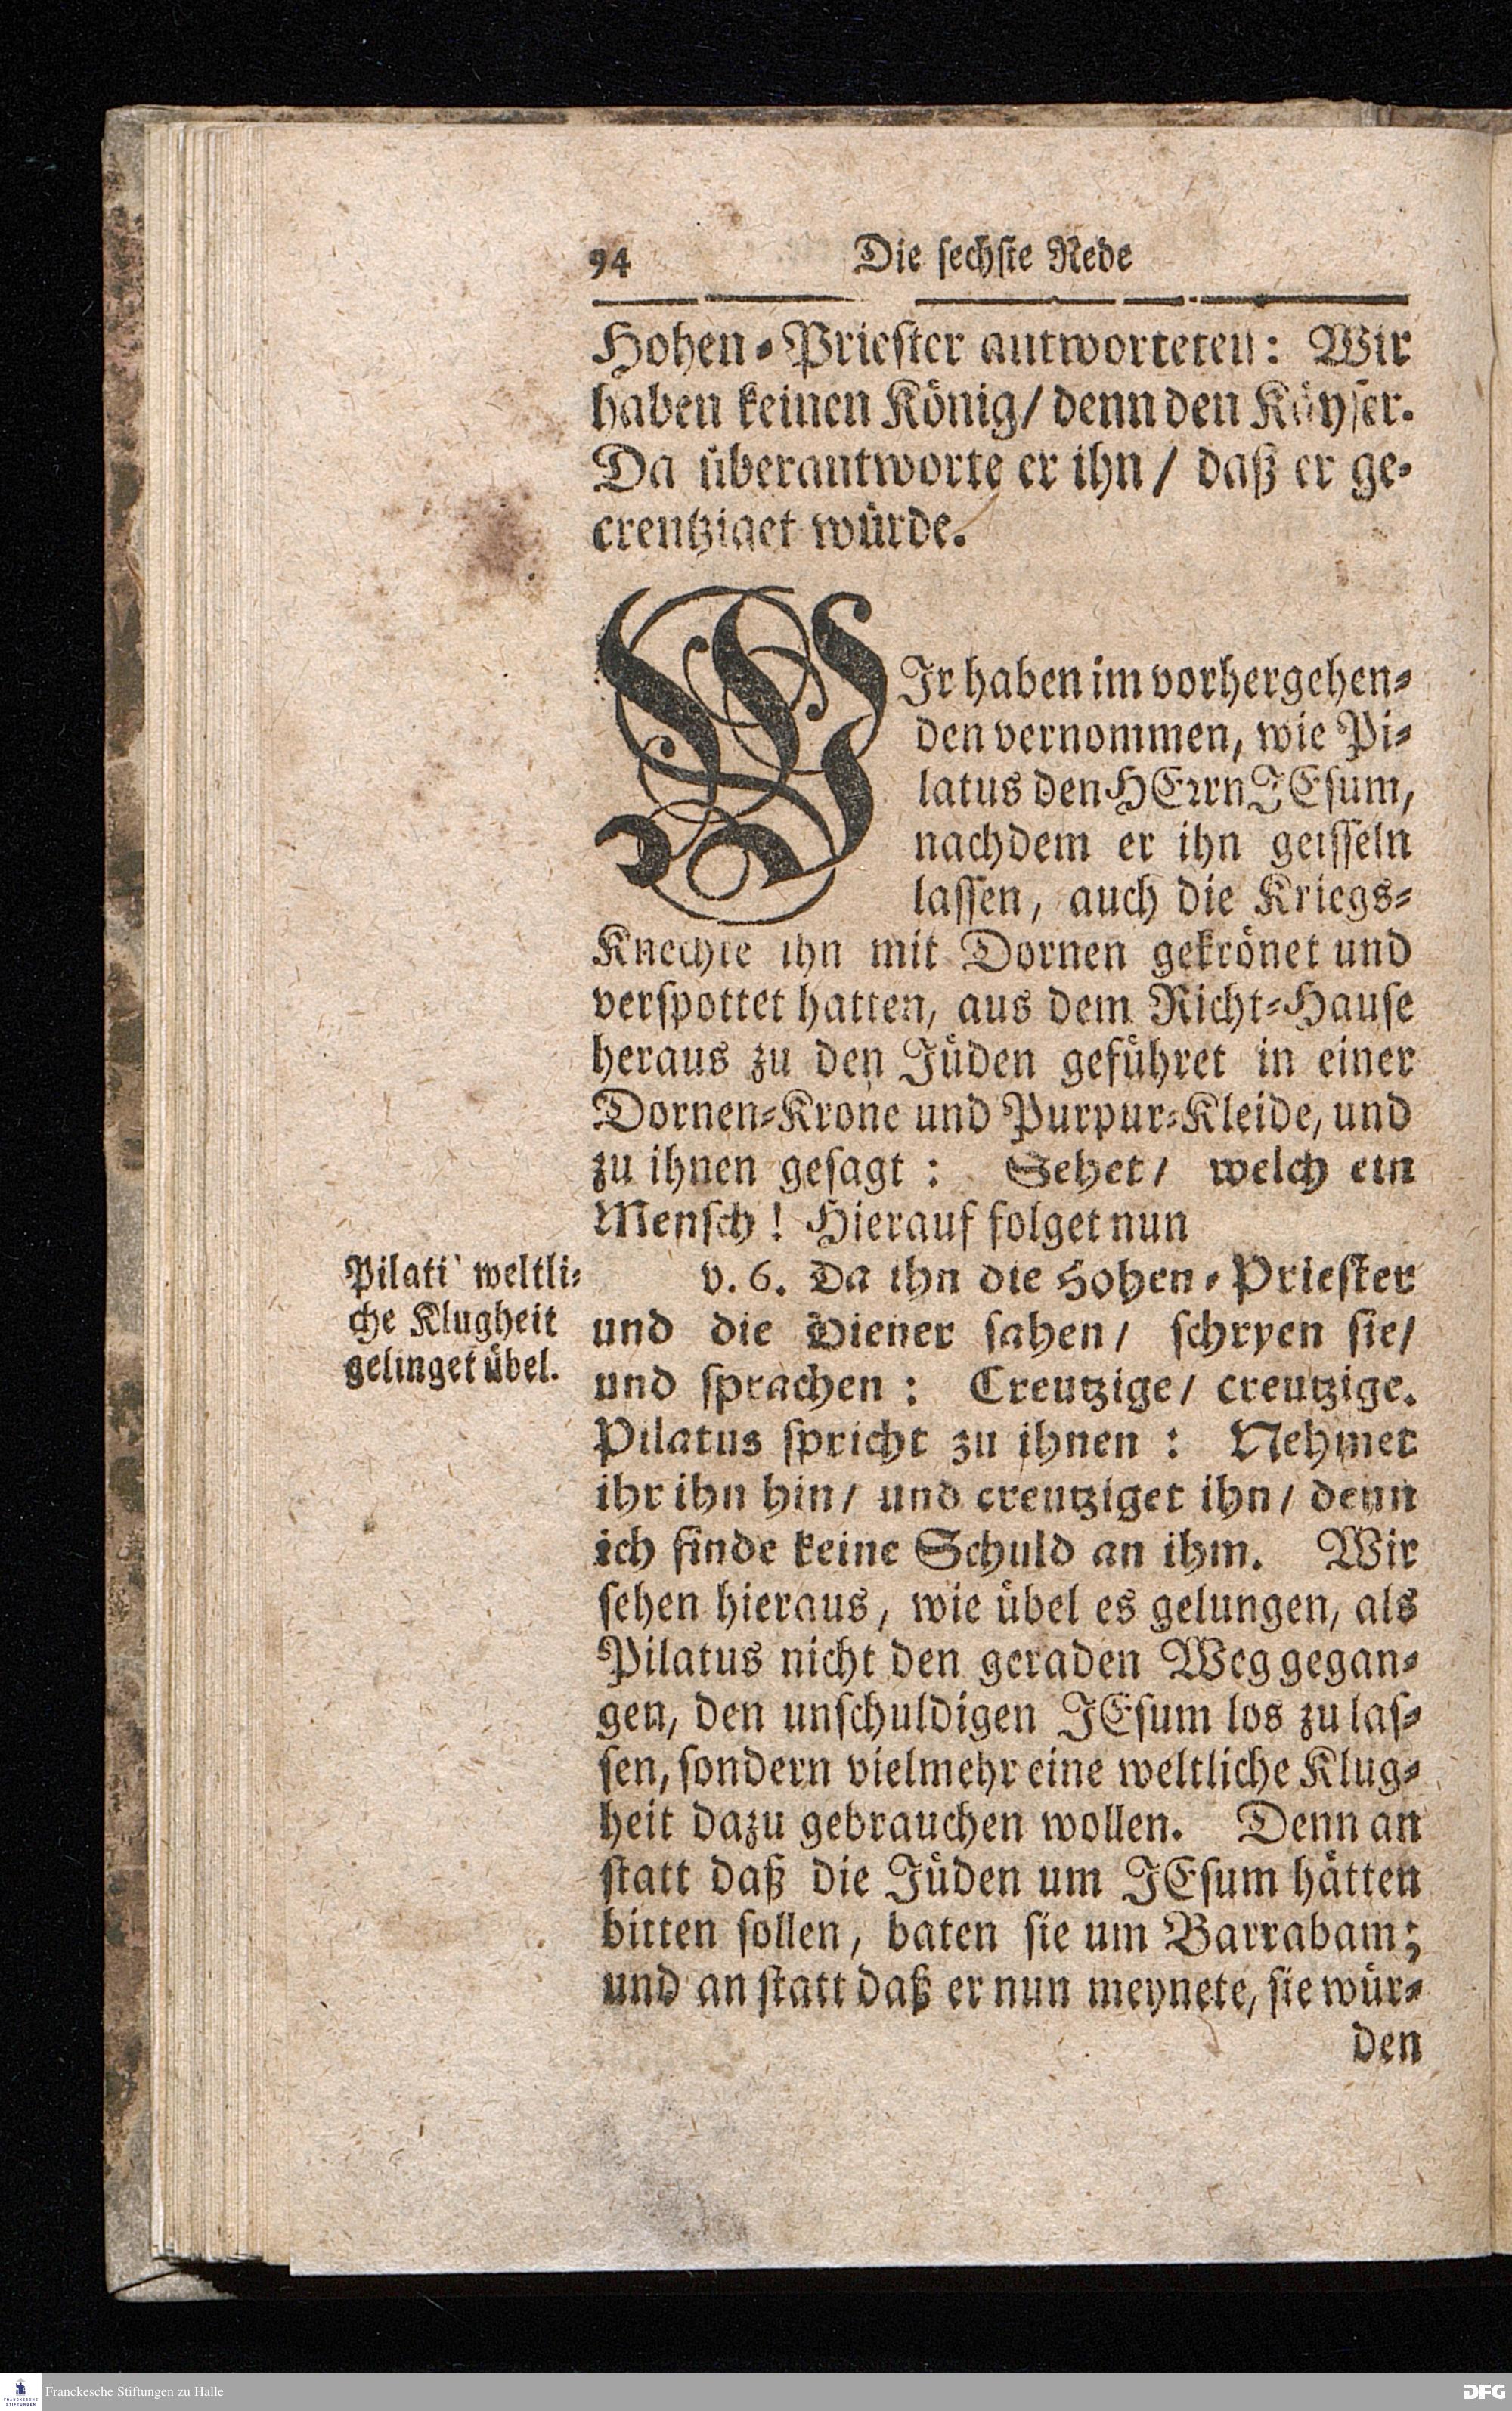 94 Die sechste Rede
Hohen-Priester antworteten: Wir
haben keinen König/ denn den Käyser.
Da überantworte er ihn/ daß er ge-
creutziget würde.
WIr haben im vorhergehen-
den vernommen, wie Pi-
latus den HErrn JEsum,
nachdem er ihn geisseln
lassen, auch die Kriegs-
Knechte ihn mit Dornen gekrönet und
verspottet hatten, aus dem Richt-Hause
heraus zu den Jüden geführet in einer
Dornen-Krone und Purpur-Kleide, und
zu ihnen gesagt: Sehet/ welch ein
Mensch! Hierauf folget nun
Pilati weltli-
che Klugheit
gelinget übel.
v. 6. Da ihn die Hohen-Priester
und die Diener sahen/ schryen sie/
und sprachen: Creutzige/ creutzige.
Pilatus spricht zu ihnen: Nehmet
ihr ihn hin/ und creutziget ihn/ denn
ich finde keine Schuld an ihm. Wir
sehen hieraus, wie übel es gelungen, als
Pilatus nicht den geraden Weg gegan-
gen, den unschuldigen JEsum los zu las-
sen, sondern vielmehr eine weltliche Klug-
heit dazu gebrauchen wollen. Denn an
statt daß die Jüden um JEsum hätten
bitten sollen, baten sie um Barrabam;
und an statt daß er nun meynete, sie wür-
den
Franckesche Stiftungen zu Halle
DFG